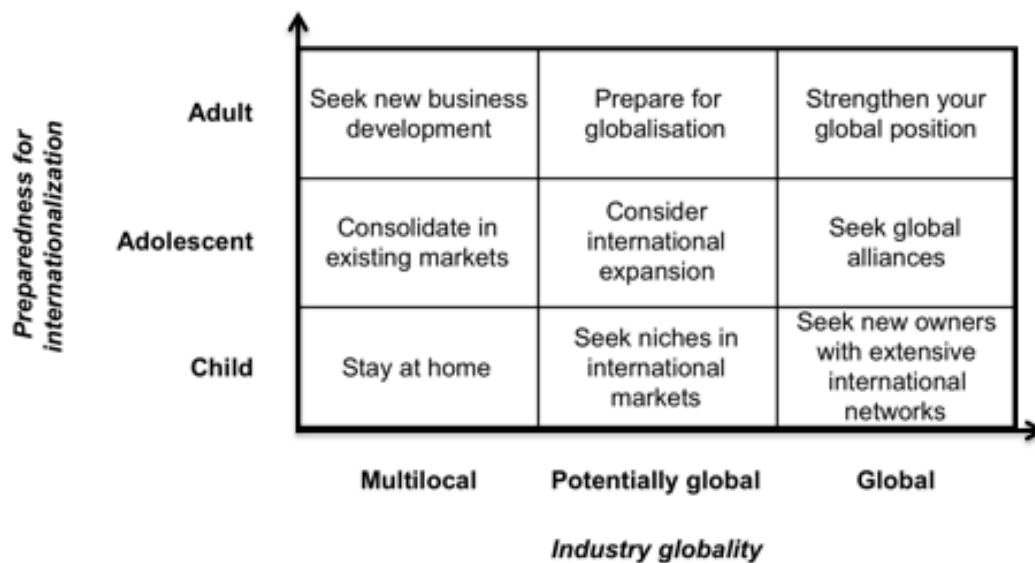 Preparedness for
internationalization
Adult
Seek new business
development
Prepare for
globalisation
Strengthen your
global position
Adolescent
Consolidate in
existing markets
Consider
international
expansion
Seek global
alliances
Child
Stay at home
Seek niches in
international
markets
Seek new owners
with extensive
international
networks
Multilocal
Potentially global
Global
Industry globality